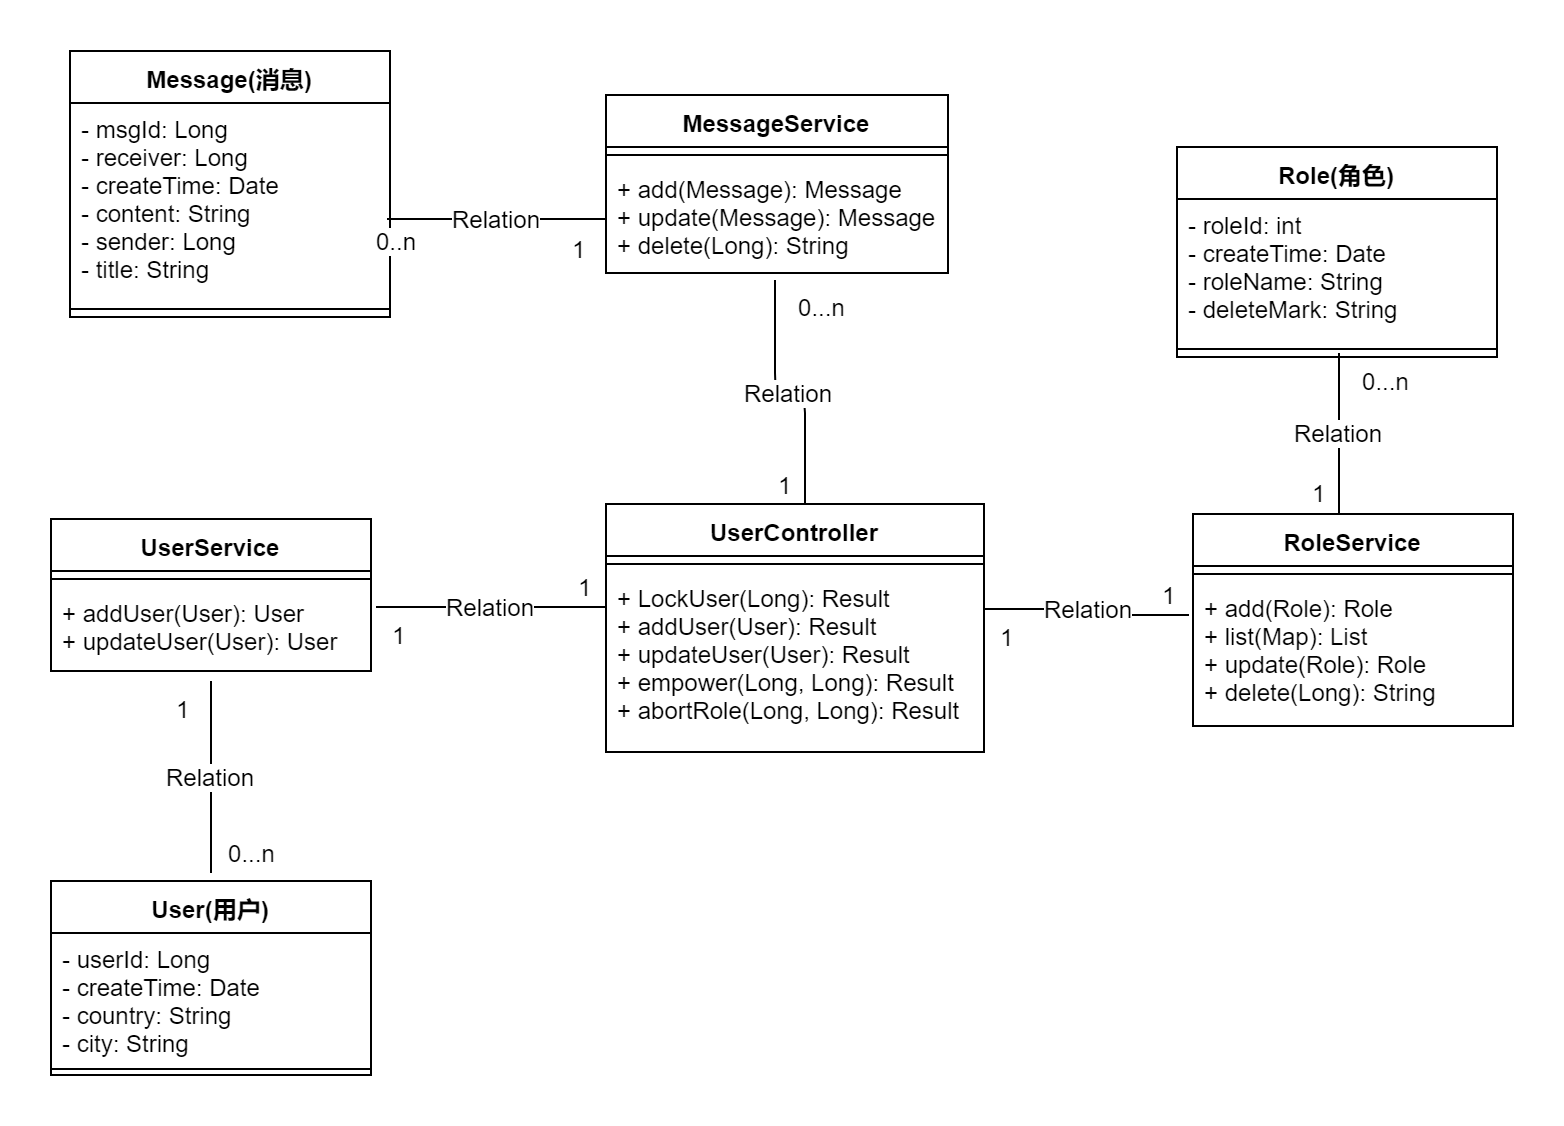 Message(消息)
- msgId: Long
- receiver: Long
- createTime: Date
- content: String
- sender: Long
- title: String
0..n
Relation
1
MessageService
+ add(Message): Message
+ update(Message): Message
+ delete(Long): String
0...n
Relation
1
Role(角色)
- roleId: int
- createTime: Date
- roleName: String
- deleteMark: String
0...n
Relation
1
UserService
+ addUser(User): User
+ updateUser(User): User
1
Relation
1
UserController
+ LockUser(Long): Result
+ addUser(User): Result
+ updateUser(User): Result
+ empower(Long, Long): Result
+ abortRole(Long, Long): Result
1
Relation
1
RoleService
+ add(Role): Role
+ list(Map): List
+ update(Role): Role
+ delete(Long): String
1
Relation
0...n
User(用户)
- userId: Long
- createTime: Date
- country: String
- city: String